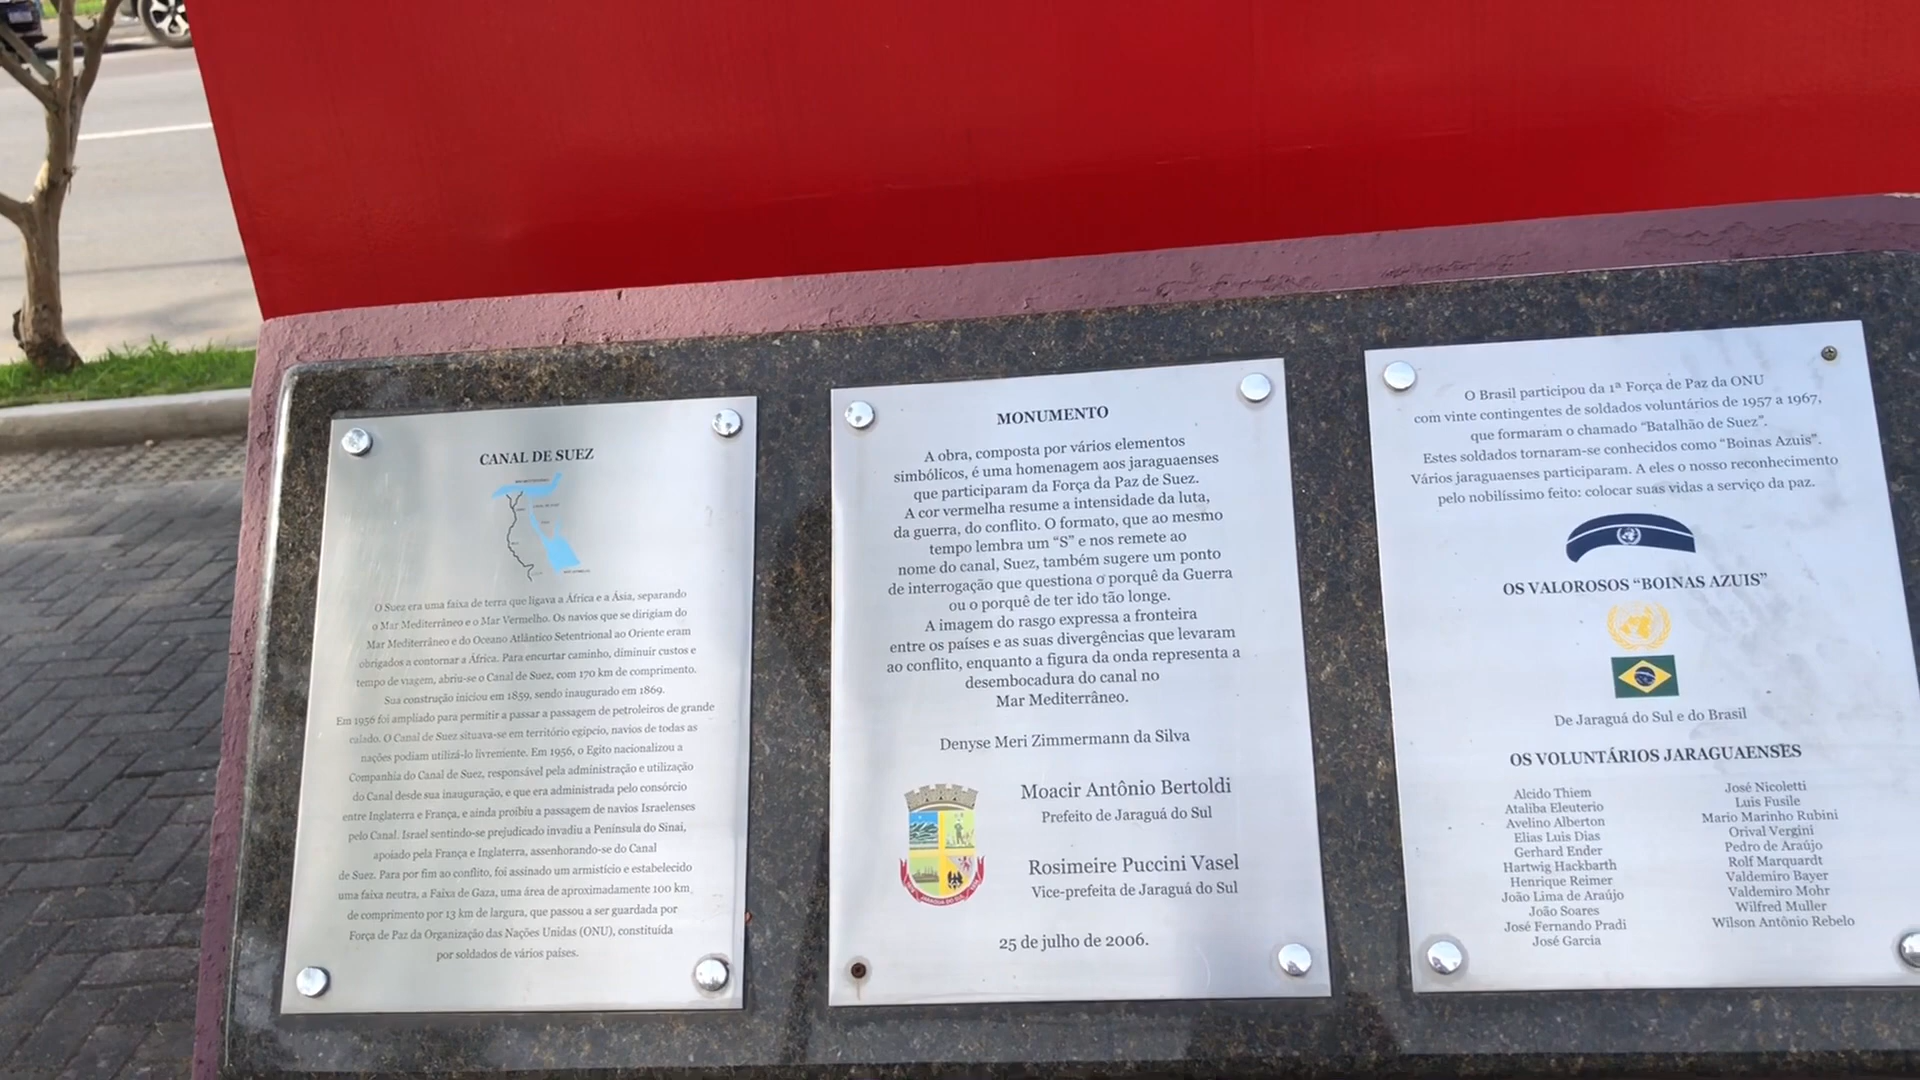 CANAL DE SUEZ
O Suez era uma faixa de terra que ligava a África e a Ásia, separando
o Mar Mediterrâneo e o Mar Vermelho. Os navios que se dirigiam do
Mar Mediterrâneo e do Oceano Atlântico Setentrional ao Oriente eram
obrigados a contornar a África. Para encurtar caminho, diminuir custos e
tempo de viagem, abriu-se o Canal de Suez, com 170 km de comprimento.
Sua construção iniciou em 1859, sendo inaugurado em 1869.
Em 1956 foi ampliado para permitir a passar a passagem de petroleiros de grande
calado. O Canal de Suez situava-se em território egípcio, navios de todas as
nações podiam utilizá-lo livremente. Em 1956, o Egito nacionalizou a
Companhia do Canal de Suez, responsável pela administração e utilização
do Canal desde sua inauguração, e que era administrada pelo consórcio
entre Inglaterra e França, e ainda proibiu a passagem de navios Israelenses
pelo Canal. Israel sentindo-se prejudicado invadiu a Península do Sinai,
apoiado pela França e Inglaterra, assenhorando-se do Canal
de Suez. Para por fim ao conflito, foi assinado um armistício e estabelecido
uma faixa neutra, a Faixa de Gaza, uma área de aproximadamente 100 km
de comprimento por 13 km de largura, que passou a ser guardada por
Força de Paz da Organização das Nações Unidas (ONU), constituída
por soldados de vários países.
MONUMENTO
A obra, composta por vários elementos
simbólicos, é uma homenagem aos jaraguaenses
que participaram da Força da Paz de Suez.
A cor vermelha resume a intensidade da luta,
da guerra, do conflito. O formato, que ao mesmo
tempo lembra um “S” e nos remete ao
nome do canal, Suez, também sugere um ponto
de interrogação que questiona o porquê da Guerra
ou o porquê de ter ido tão longe.
A imagem do rasgo expressa a fronteira
entre os países e as suas divergências que levaram
ao conflito, enquanto a figura da onda representa a
desembocadura do canal no
Mar Mediterrâneo.
Denyse Meri Zimmermann da Silva
Moacir Antônio Bertoldi
Prefeito de Jaraguá do Sul
Rosimeire Puccini Vasel
Vice-prefeita de Jaraguá do Sul
JARAGUÁ DO SUL
25 de julho de 2006.
O Brasil participou da 1ª Força de Paz da ONU
com vinte contingentes de soldados voluntários de 1957 a 1967,
que formaram o chamado “Batalhão de Suez”.
Estes soldados tornaram-se conhecidos como “Boinas Azuis”.
Vários jaraguaenses participaram. A eles o nosso reconhecimento
pelo nobilíssimo feito: colocar suas vidas a serviço da paz.
OS VALOROSOS “BOINAS AZUIS”
De Jaraguá do Sul e do Brasil
OS VOLUNTÁRIOS JARAGUAENSES
Alcido Thiem
Ataliba Eleuterio
Avelino Alberton
Elias Luis Dias
Gerhard Ender
Hartwig Hackbarth
Henrique Reimer
João Lima de Araújo
João Soares
José Fernando Pradi
José Garcia
José Nicoletti
Luis Fusile
Mario Marinho Rubini
Orival Vergini
Pedro de Araújo
Rolf Marquardt
Valdemiro Bayer
Valdemiro Mohr
Wilfred Muller
Wilson Antônio Rebelo